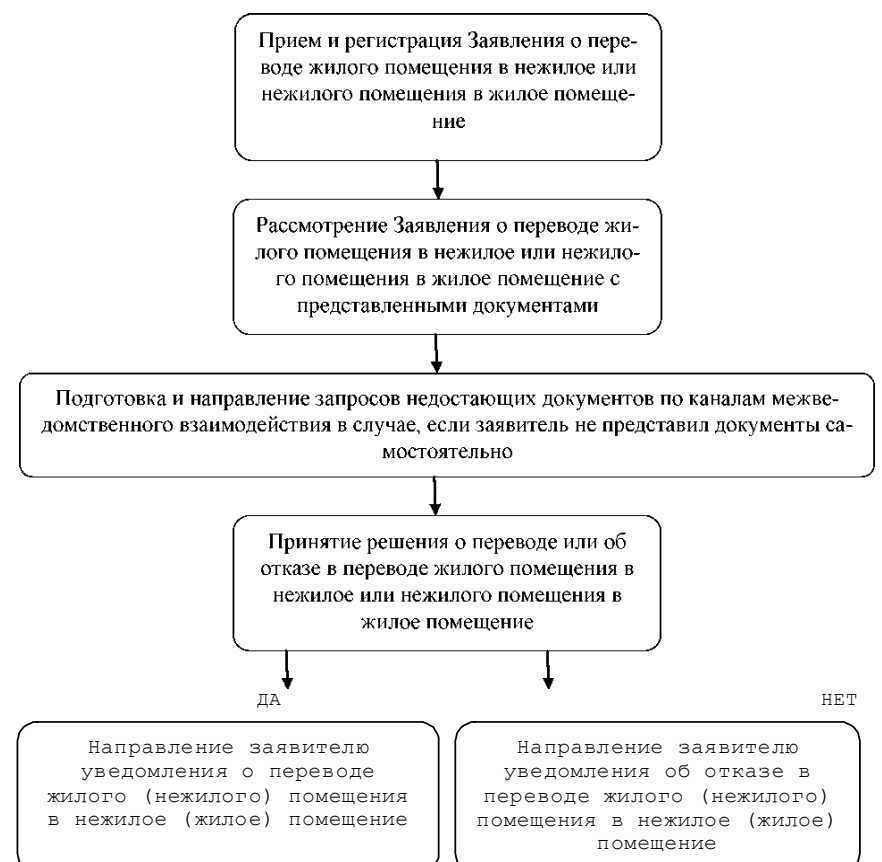 Прием и регистрация Заявления о пере-
воде жилого помещения в нежилое или
нежилого помещения в жилое помеще-
ние
Рассмотрение Заявления о переводе жи-
лого помещения в нежилое или нежило-
го помещения в жилое помещение с
представленными документами
Подготовка и направление запросов недостающих документов по каналам межве-
домственного взаимодействия в случае, если заявитель не представил документы са-
мостоятельно
Принятие решения о переводе или об
отказе в переводе жилого помещения в
нежилое или нежилого помещения в
жилое помещение
ДА
НЕТ
Направление заявителю
уведомления о переводе
жилого (нежилого) помещения
в нежилое (жилое) помещение
Направление заявителю
уведомления об отказе в
переводе жилого (нежилого)
помещения в нежилое (жилое)
помещение